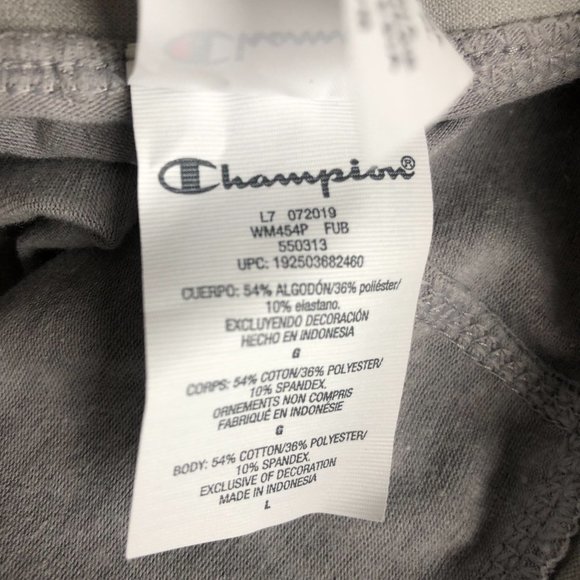 Champion
Champion®
L7 072019
WM454P FUB
550313
UPC: 192503682460
CUERPO: 54% ALGODÓN/36% poliéster/
10% elastano.
EXCLUYENDO DECORACIÓN
HECHO EN INDONESIA
G
CORPS: 54% COTON/36% POLYESTER/
10% SPANDEX.
ORNEMENTS NON COMPRIS
FABRIQUÉ EN INDONÉSIE
G
BODY: 54% COTTON/36% POLYESTER/
10% SPANDEX.
EXCLUSIVE OF DECORATION
MADE IN INDONESIA
L